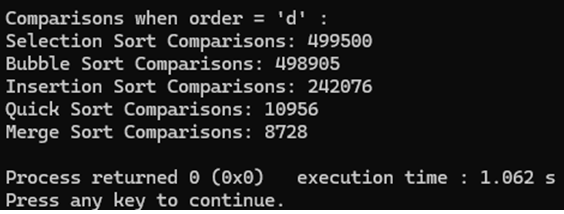 Comparisons when order = 'd' :
Selection Sort Comparisons: 499500
Bubble Sort Comparisons: 498905
Insertion Sort Comparisons: 242076
Quick Sort Comparisons: 10956
Merge Sort Comparisons: 8728
Process returned 0 (0x0)   execution time : 1.062 s
Press any key to continue.